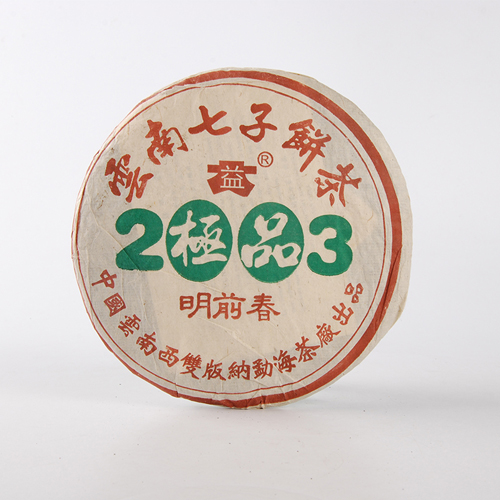 雲南七子餅茶
益®
2極品3
明前春
中國雲南西雙版納勐海茶廠出品